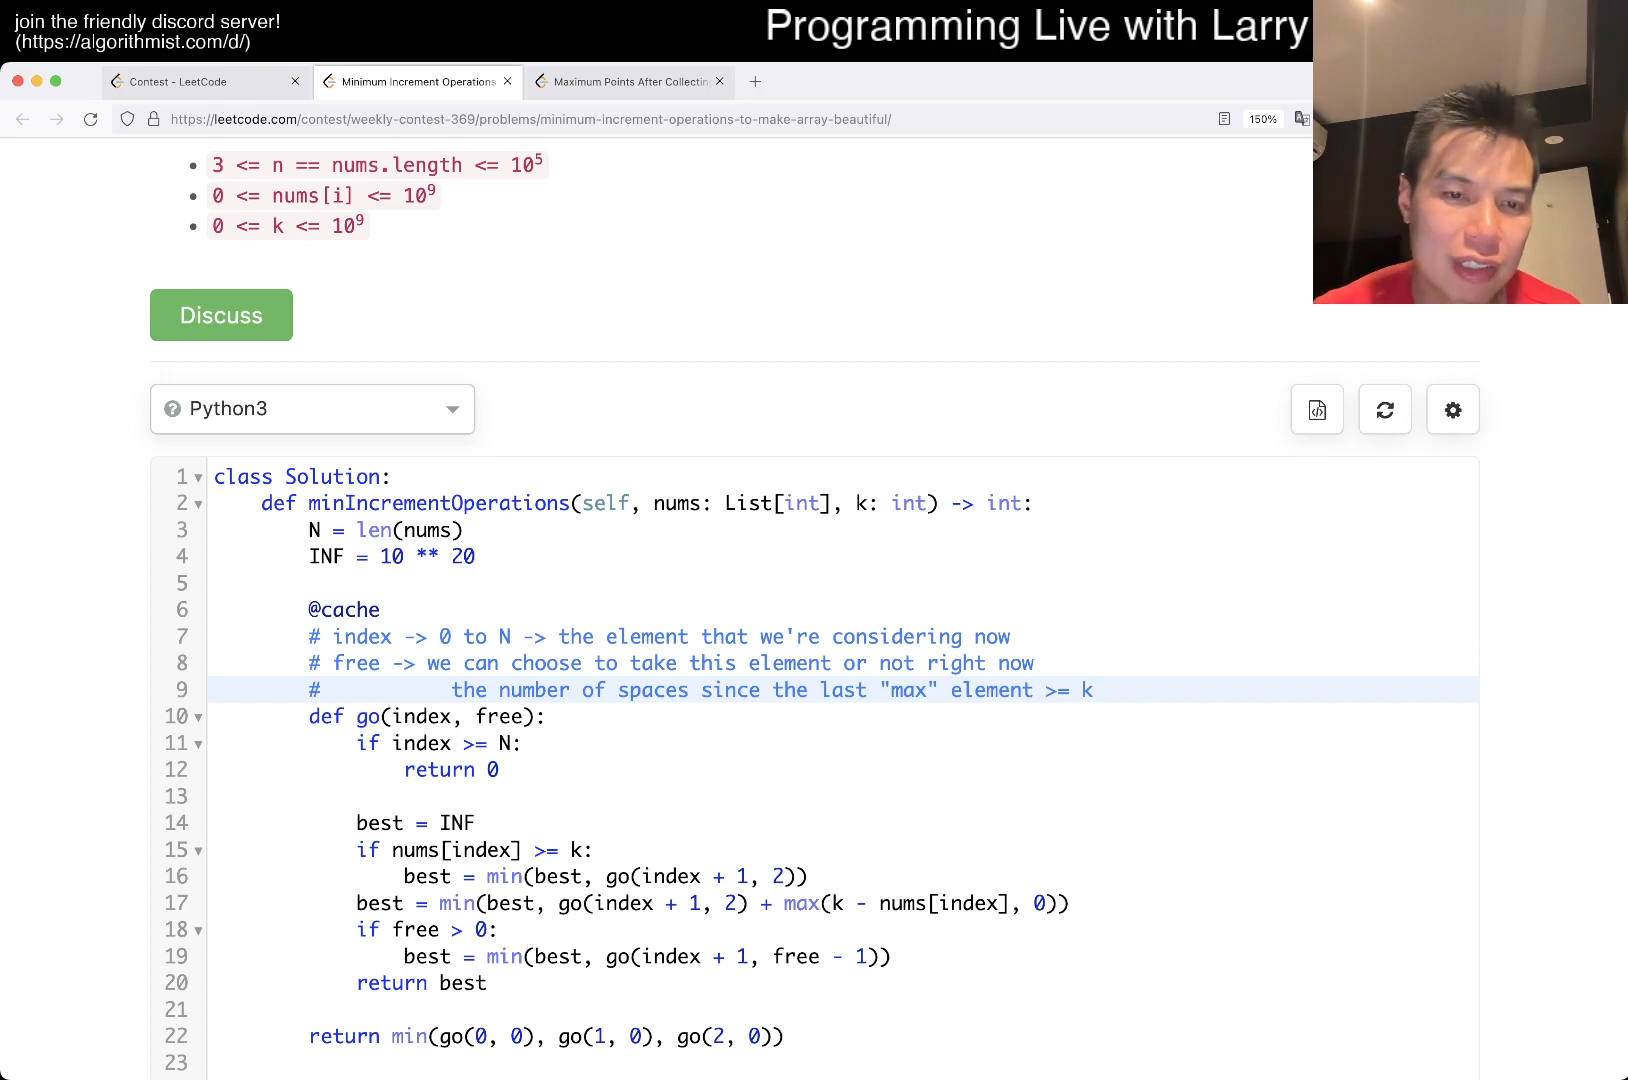 join the friendly discord server!
(https://algorithmist.com/d/)
Programming Live with Larry
Contest - LeetCode
Minimum Increment Operations
Maximum Points After Collectin
https://leetcode.com/contest/weekly-contest-369/problems/minimum-increment-operations-to-make-array-beautiful/
150%
3 <= n == nums.length <= 10⁵
0 <= nums[i] <= 10⁹
0 <= k <= 10⁹
Discuss
Python3
1 class Solution:
2 def minIncrementOperations(self, nums: List[int], k: int) -> int:
3 N = len(nums)
4 INF = 10 ** 20
5
6 @cache
7 # index -> 0 to N -> the element that we're considering now
8 # free -> we can choose to take this element or not right now
9 # the number of spaces since the last "max" element >= k
10 def go(index, free):
11 if index >= N:
12 return 0
13
14 best = INF
15 if nums[index] >= k:
16 best = min(best, go(index + 1, 2))
17 best = min(best, go(index + 1, 2) + max(k - nums[index], 0))
18 if free > 0:
19 best = min(best, go(index + 1, free - 1))
20 return best
21
22 return min(go(0, 0), go(1, 0), go(2, 0))
23